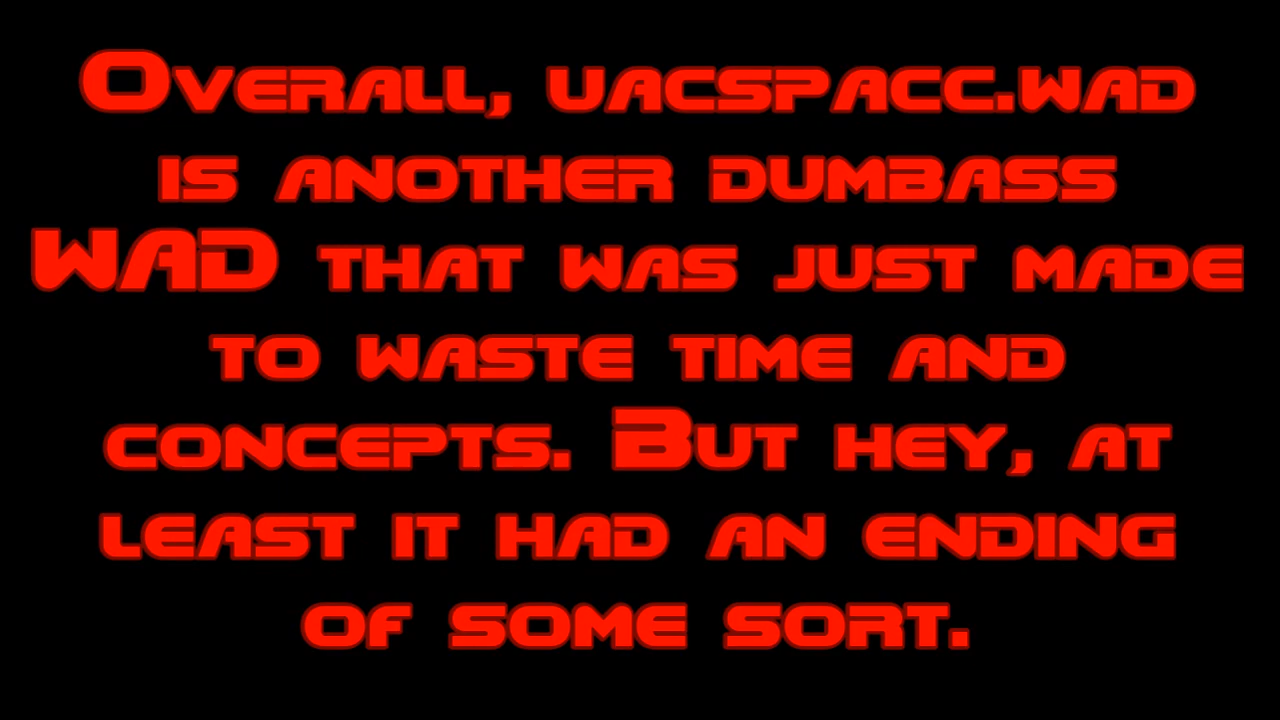 Overall, uacspacc.wad
is another dumbass
WAD that was just made
to waste time and
concepts. But hey, at
least it had an ending
of some sort.